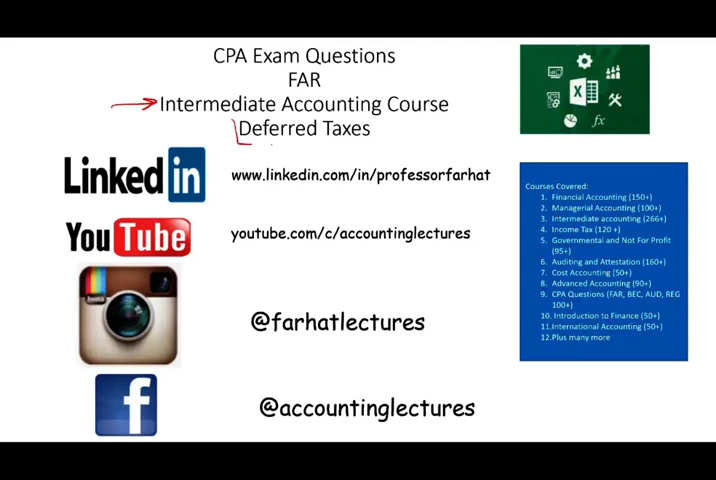 CPA Exam Questions
FAR
Intermediate Accounting Course
Deferred Taxes
Linked in
www.linkedin.com/in/professorfarhat
YouTube
youtube.com/c/accountinglectures
@farhatlectures
f
@accountinglectures
X
fx
Courses Covered:
1. Financial Accounting (150+)
2. Managerial Accounting (100+)
3. Intermediate accounting (266+)
4. Income Tax (120 +)
5. Governmental and Not For Profit
(95+)
6. Auditing and Attestation (160+)
7. Cost Accounting (50+)
8. Advanced Accounting (90+)
9. CPA Questions (FAR, BEC, AUD, REG
100+)
10. Introduction to Finance (50+)
11.International Accounting (50+)
12.Plus many more